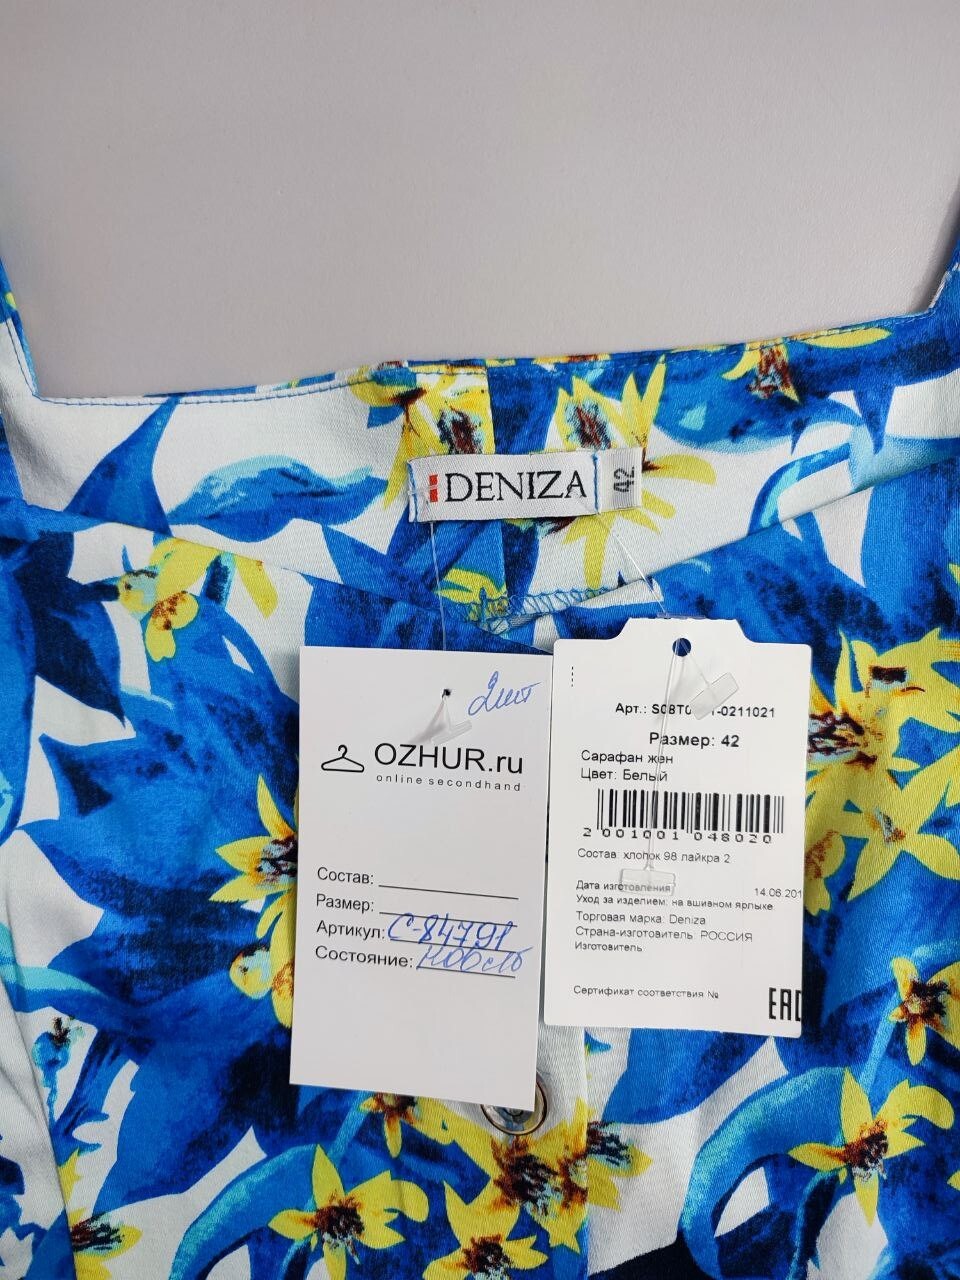 DENIZA
42
2шт
OZHUR.ru
online secondhand
Состав:
Размер:
Артикул: С-84791
Состояние: новое
Арт.:
Размер: 42
Сарафан жен
Цвет: Белый
2 001001 048020
Состав: хлопок 98 лайкра 2
Дата изготовления 14.06.201
Уход за изделием: на вшивном ярлыке
Торговая марка: Deniza
Страна-изготовитель: РОССИЯ
Изготовитель
Сертификат соответствия №
EAC